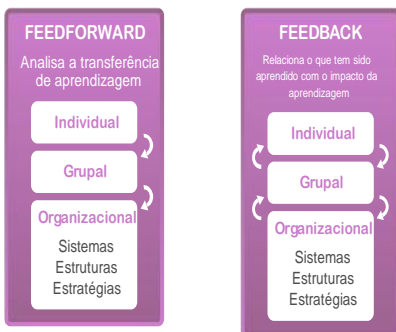 FEEDFORWARD
Analisa a transferência
de aprendizagem
Individual
Grupal
Organizacional
Sistemas
Estruturas
Estratégias
FEEDBACK
Relaciona o que tem sido
aprendido com o impacto da
aprendizagem
Individual
Grupal
Organizacional
Sistemas
Estruturas
Estratégias